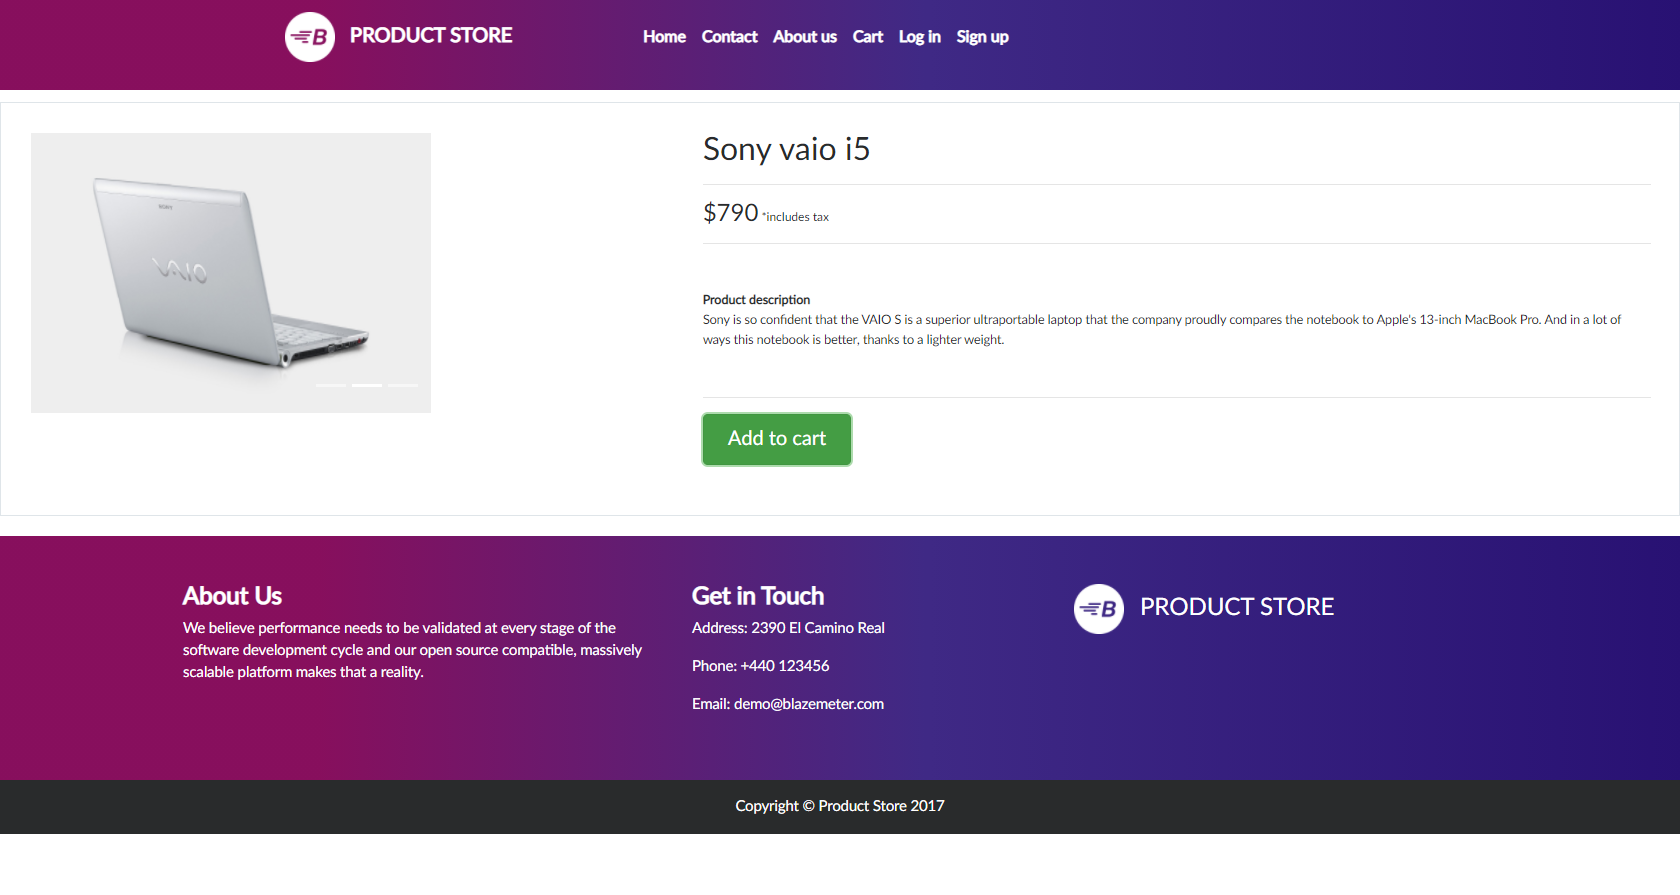 B PRODUCT STORE Home Contact About us Cart Log in Sign up
SONY
VAIO
Sony vaio i5
$790 *includes tax
Product description
Sony is so confident that the VAIO S is a superior ultraportable laptop that the company proudly compares the notebook to Apple's 13-inch MacBook Pro. And in a lot of
ways this notebook is better, thanks to a lighter weight.
Add to cart
About Us
We believe performance needs to be validated at every stage of the
software development cycle and our open source compatible, massively
scalable platform makes that a reality.
Get in Touch
Address: 2390 El Camino Real
Phone: +440 123456
Email: demo@blazemeter.com
B PRODUCT STORE
Copyright © Product Store 2017